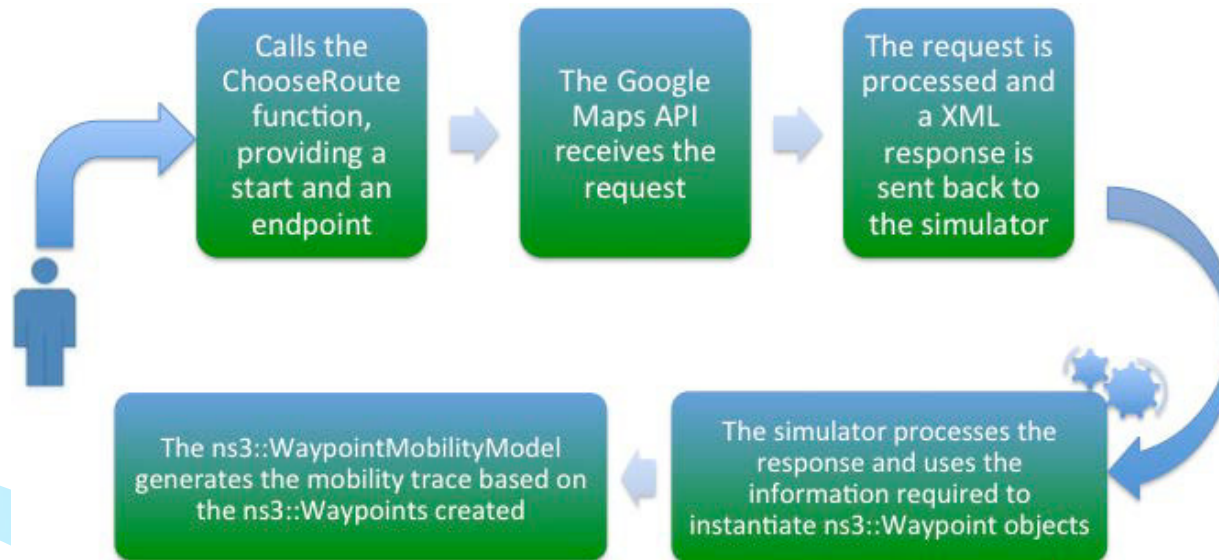 Calls the
ChooseRoute
function,
providing a
start and an
endpoint
The Google
Maps API
receives the
request
The request is
processed and
a XML
response is
sent back to
the simulator
The simulator processes the
response and uses the
information required to
instantiate ns3::Waypoint objects
The ns3::WaypointMobilityModel
generates the mobility trace based on
the ns3::Waypoints created